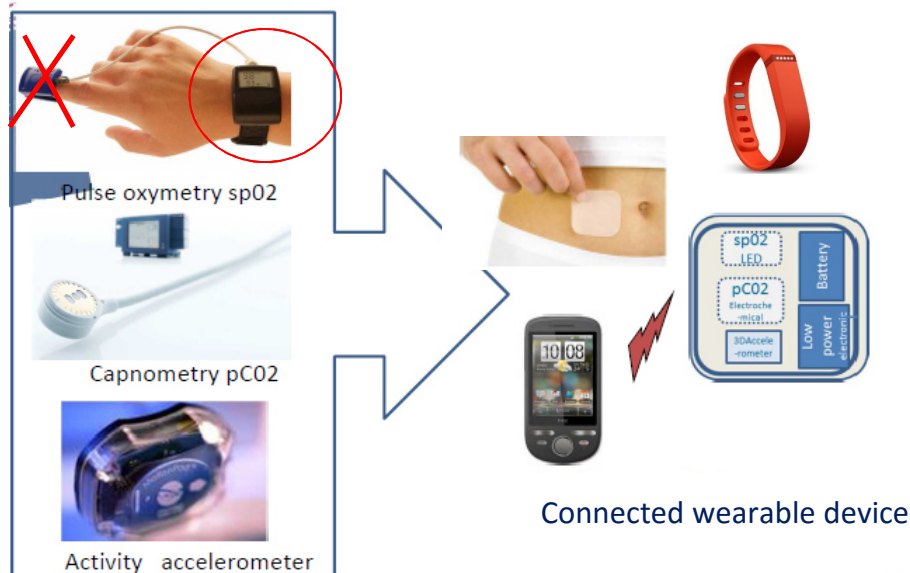 Pulse oxymetry sp02
Capnometry pC02
Activity accelerometer
sp02
LED
pC02
Electroche
-mical
3DAccele
-rometer
Battery
Low
power
electronic
10 08
Connected wearable device